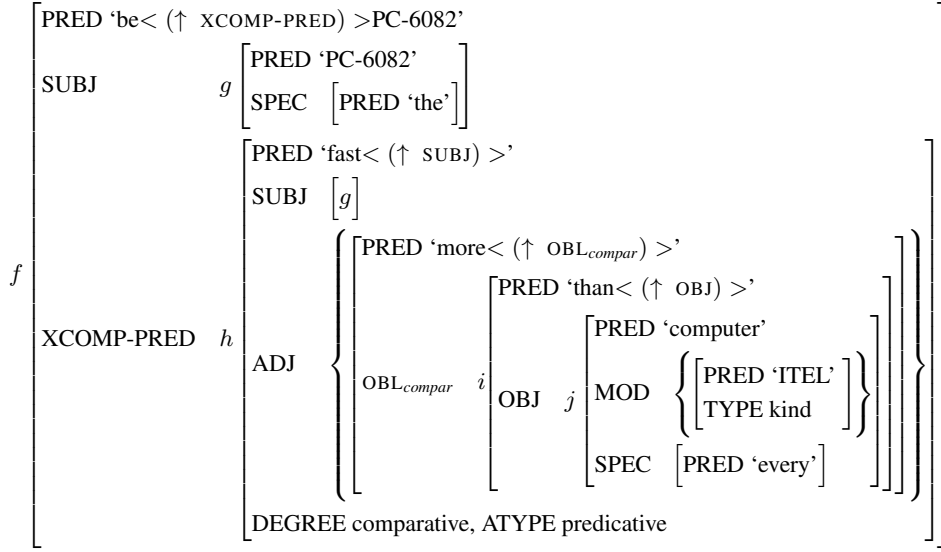 PRED ‘be< (↑ XCOMP-PRED) >PC-6082’
SUBJ g PRED ‘PC-6082’
SPEC PRED ‘the’
f
XCOMP-PRED h PRED ‘fast< (↑ SUBJ) >’
SUBJ g
ADJ PRED ‘more< (↑ OBLcompar) >’
OBLcompar i PRED ‘than< (↑ OBJ) >’
OBJ j PRED ‘computer’
MOD PRED ‘ITEL’
TYPE kind
SPEC PRED ‘every’
DEGREE comparative, ATYPE predicative